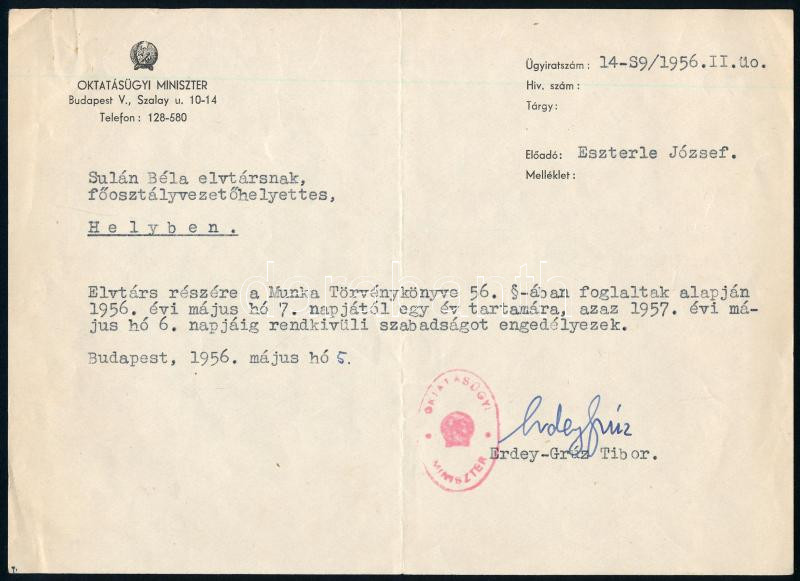 OKTATÁSÜGYI MINISZTER
Budapest V., Szalay u. 10-14
Telefon : 128-580
Ügyiratszám : 14-S9/1956.II.üo.
Hiv. szám :
Tárgy :
Előadó: Eszterle József.
Melléklet :
Sulán Béla elvtársnak,
főosztályvezetőhelyettes,
H e l y b e n .
Elvtárs részére a Munka Törvénykönyve 56. §-ában foglaltak alapján
1956. évi május hó 7. napjától egy év tartamára, azaz 1957. évi má-
jus hó 6. napjáig rendkivüli szabadságot engedélyezek.
Budapest, 1956. május hó 5.
OKTATÁSÜGYI
MINISZTER
Erdeygrúz
Erdey-Grúz Tibor.